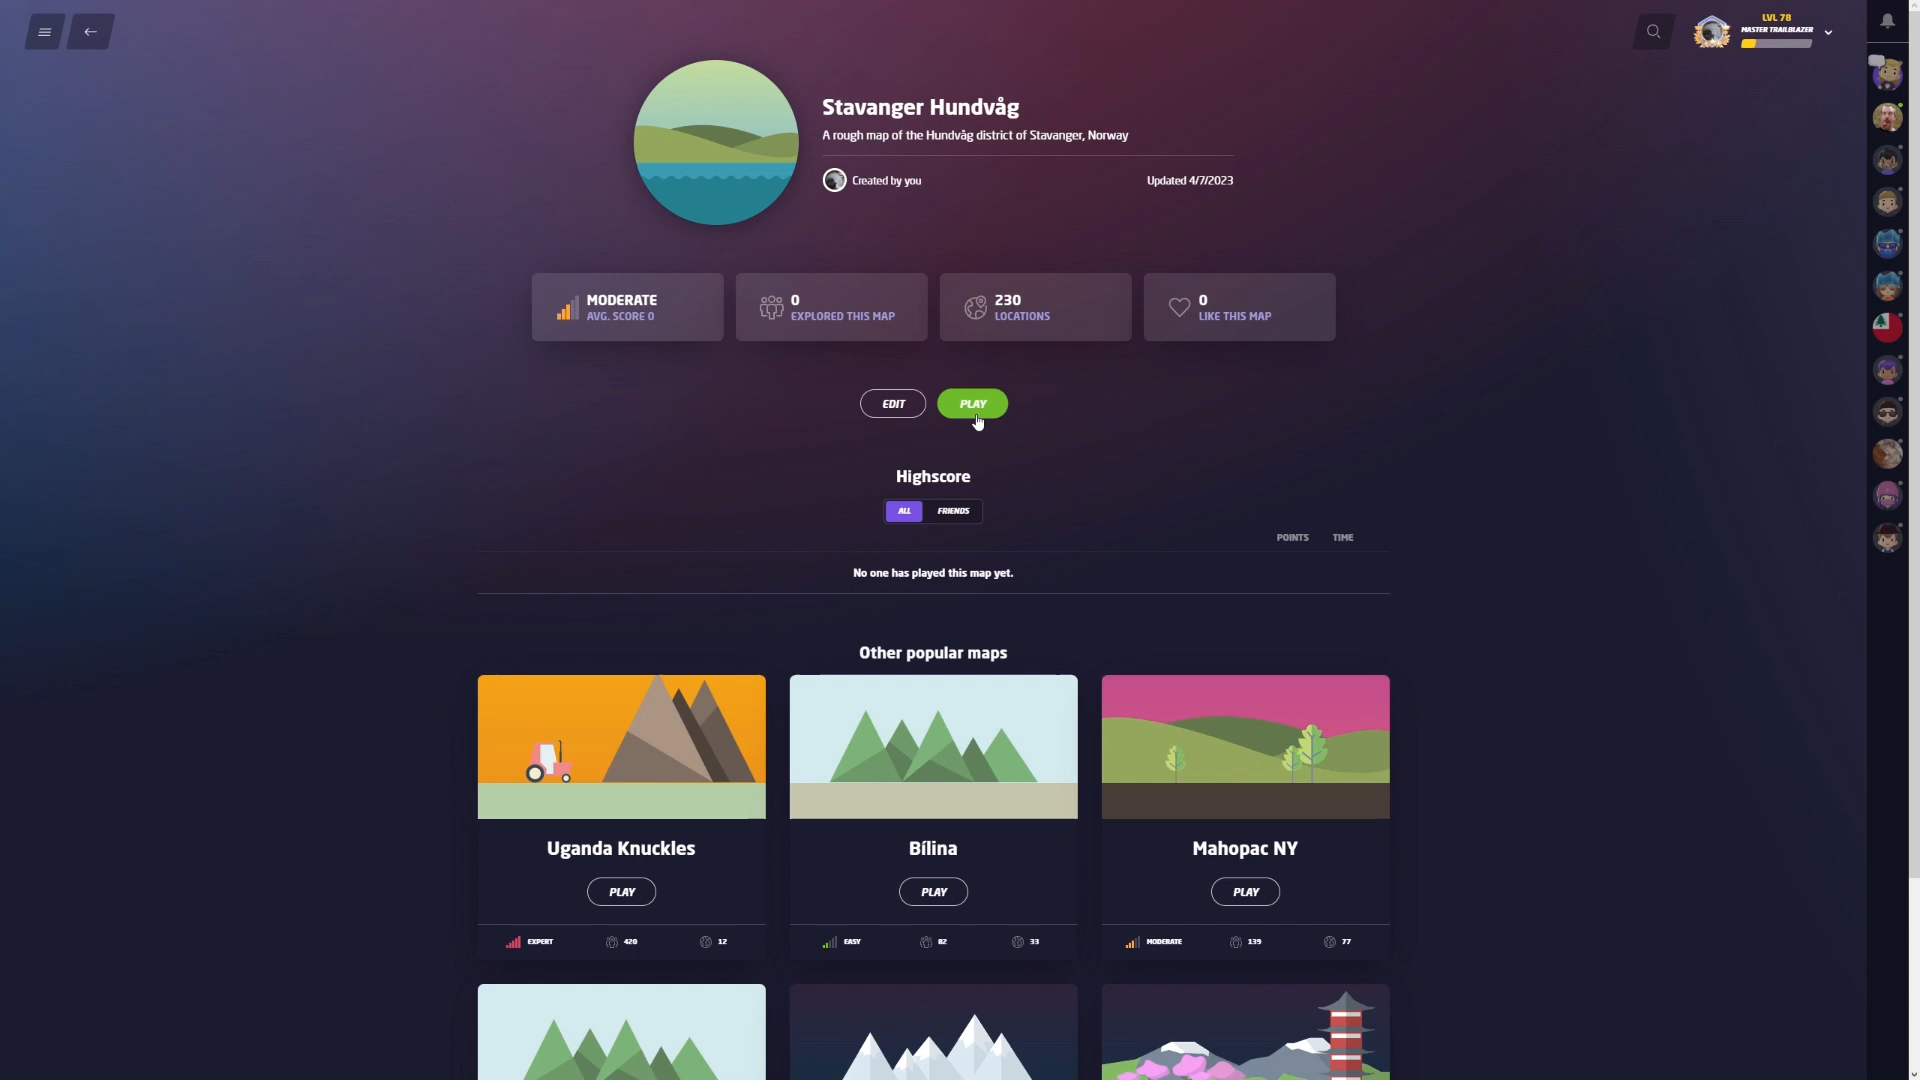 LVL 78
MASTER TRAILBLAZER
Stavanger Hundvåg
A rough map of the Hundvåg district of Stavanger, Norway
Created by you
Updated 4/7/2023
MODERATE
AVG. SCORE 0
0
EXPLORED THIS MAP
230
LOCATIONS
0
LIKE THIS MAP
EDIT
PLAY
Highscore
ALL
FRIENDS
POINTS
TIME
No one has played this map yet.
Other popular maps
Uganda Knuckles
PLAY
EXPERT
420
12
Bílina
PLAY
EASY
82
33
Mahopac NY
PLAY
MODERATE
139
77